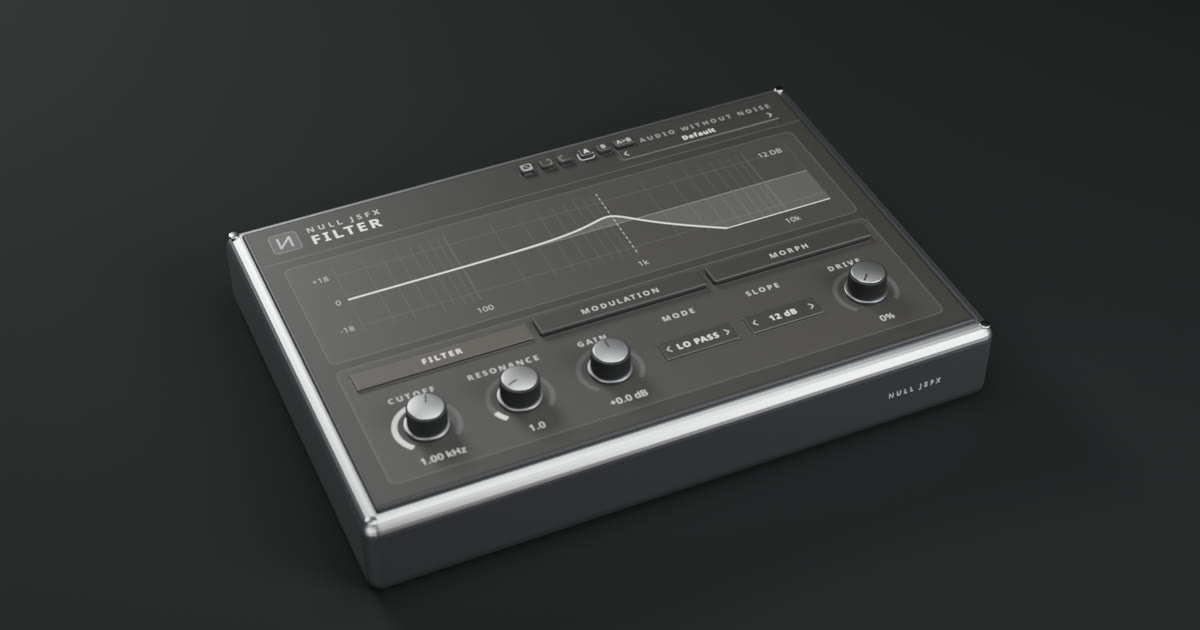 AUDIO WITHOUT NOISE
A B A>B
< Default >
NULL JSFX
FILTER
12 DB
+18
0
-18
100
1k
10k
FILTER
MODULATION
MORPH
CUTOFF
RESONANCE
GAIN
MODE
SLOPE
DRIVE
< LO PASS >
< 12 dB >
1.00 kHz
1.0
+0.0 dB
0%
NULL JSFX